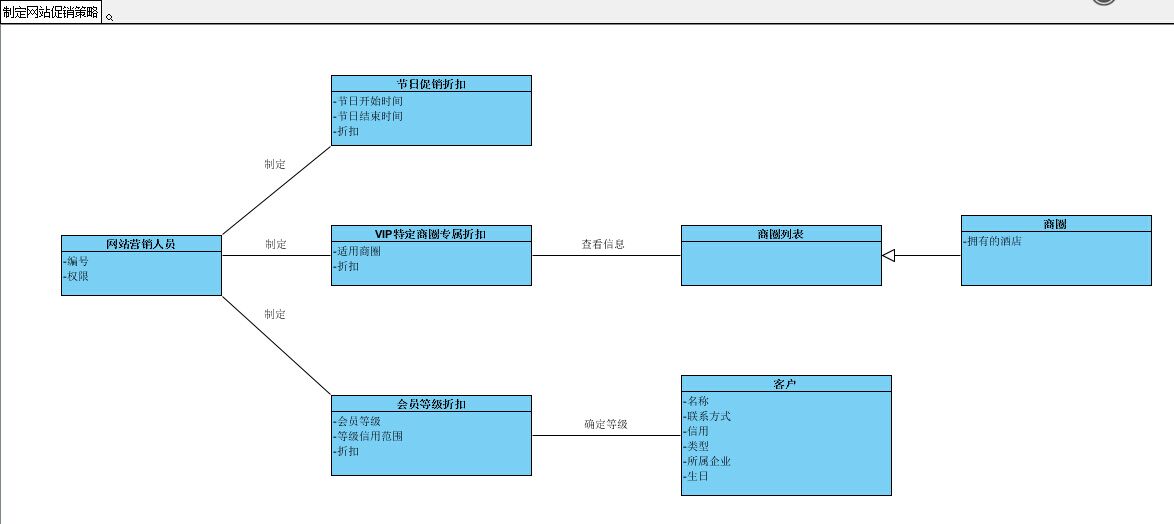 制定网站促销策略
节日促销折扣
-节日开始时间
-节日结束时间
-折扣
制定
网站营销人员
-编号
-权限
制定
VIP特定商圈专属折扣
-适用商圈
-折扣
查看信息
商圈列表
商圈
-拥有的酒店
制定
会员等级折扣
-会员等级
-等级信用范围
-折扣
确定等级
客户
-名称
-联系方式
-信用
-类型
-所属企业
-生日